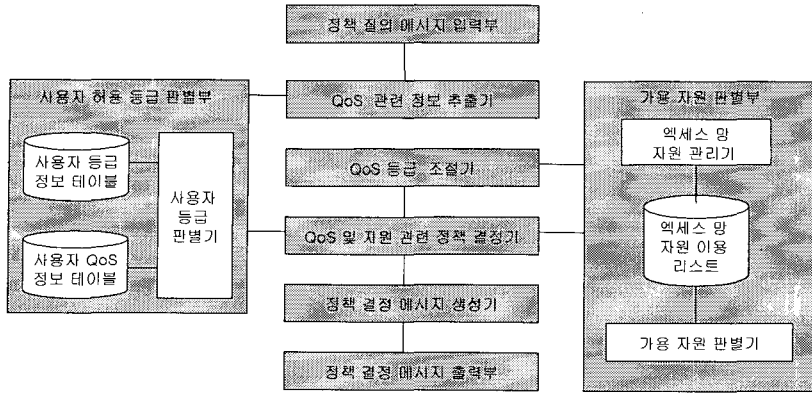 정책 질의 메시지 입력부
사용자 허용 등급 판별부
QoS 관련 정보 추출기
가용 자원 판별부
사용자 등급
정보 테이블
사용자
등급
판별기
사용자 QoS
정보 테이블
QoS 등급 조절기
QoS 및 자원 관련 정책 결정기
정책 결정 메시지 생성기
정책 결정 메시지 출력부
엑세스 망
자원 관리기
엑세스 망
자원 이용
리스트
가용 자원 판별기